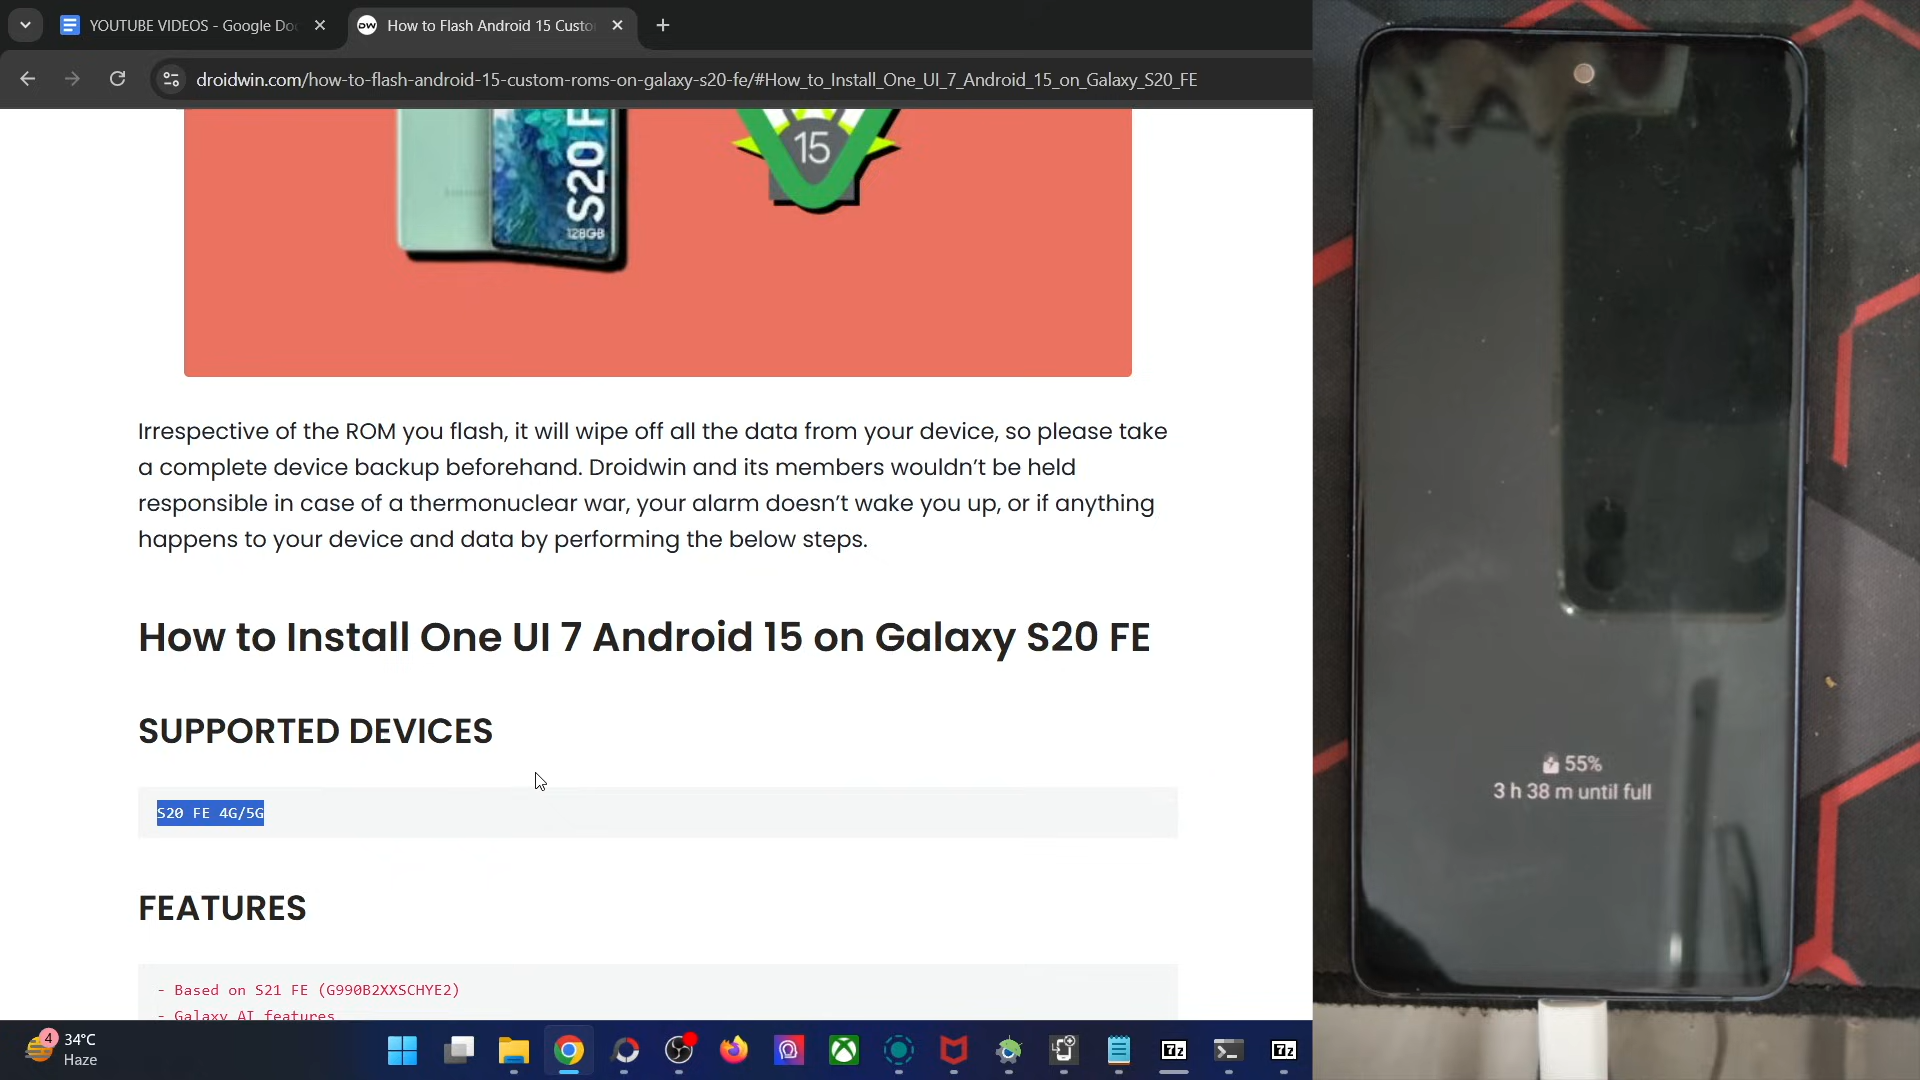 YOUTUBE VIDEOS - Google Do
How to Flash Android 15 Custo
droidwin.com/how-to-flash-android-15-custom-roms-on-galaxy-s20-fe/#How_to_Install_One_UI_7_Android_15_on_Galaxy_S20_FE
S20 F
128GB
15
Irrespective of the ROM you flash, it will wipe off all the data from your device, so please take
a complete device backup beforehand. Droidwin and its members wouldn’t be held
responsible in case of a thermonuclear war, your alarm doesn’t wake you up, or if anything
happens to your device and data by performing the below steps.
How to Install One UI 7 Android 15 on Galaxy S20 FE
SUPPORTED DEVICES
S20 FE 4G/5G
FEATURES
- Based on S21 FE (G990B2XXSCHYE2)
- Galaxy AI features
4
34°C
Haze
7z
7z
55%
3 h 38 m until full